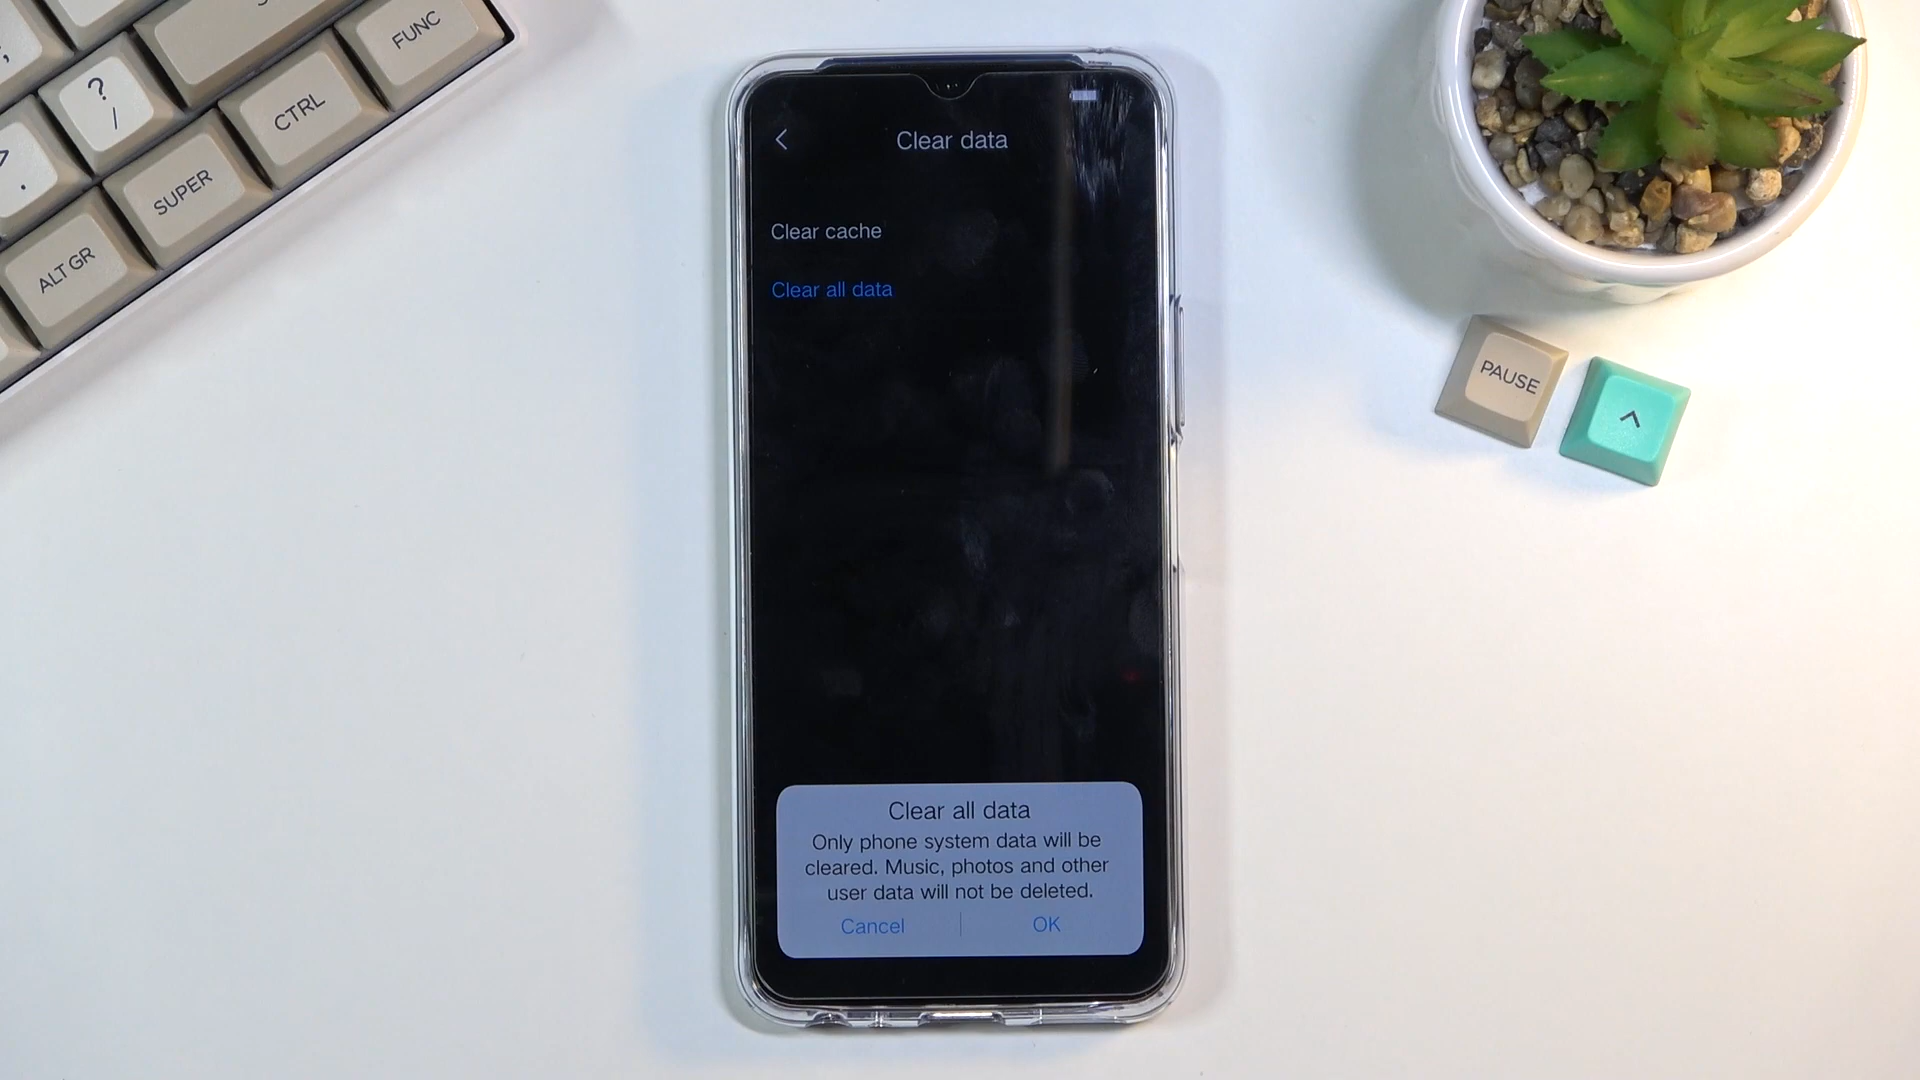 FUNC
?
/
CTRL
SUPER
.
ALT GR
Clear data
Clear cache
Clear all data
PAUSE
^
Clear all data
Only phone system data will be
cleared. Music, photos and other
user data will not be deleted.
Cancel
OK